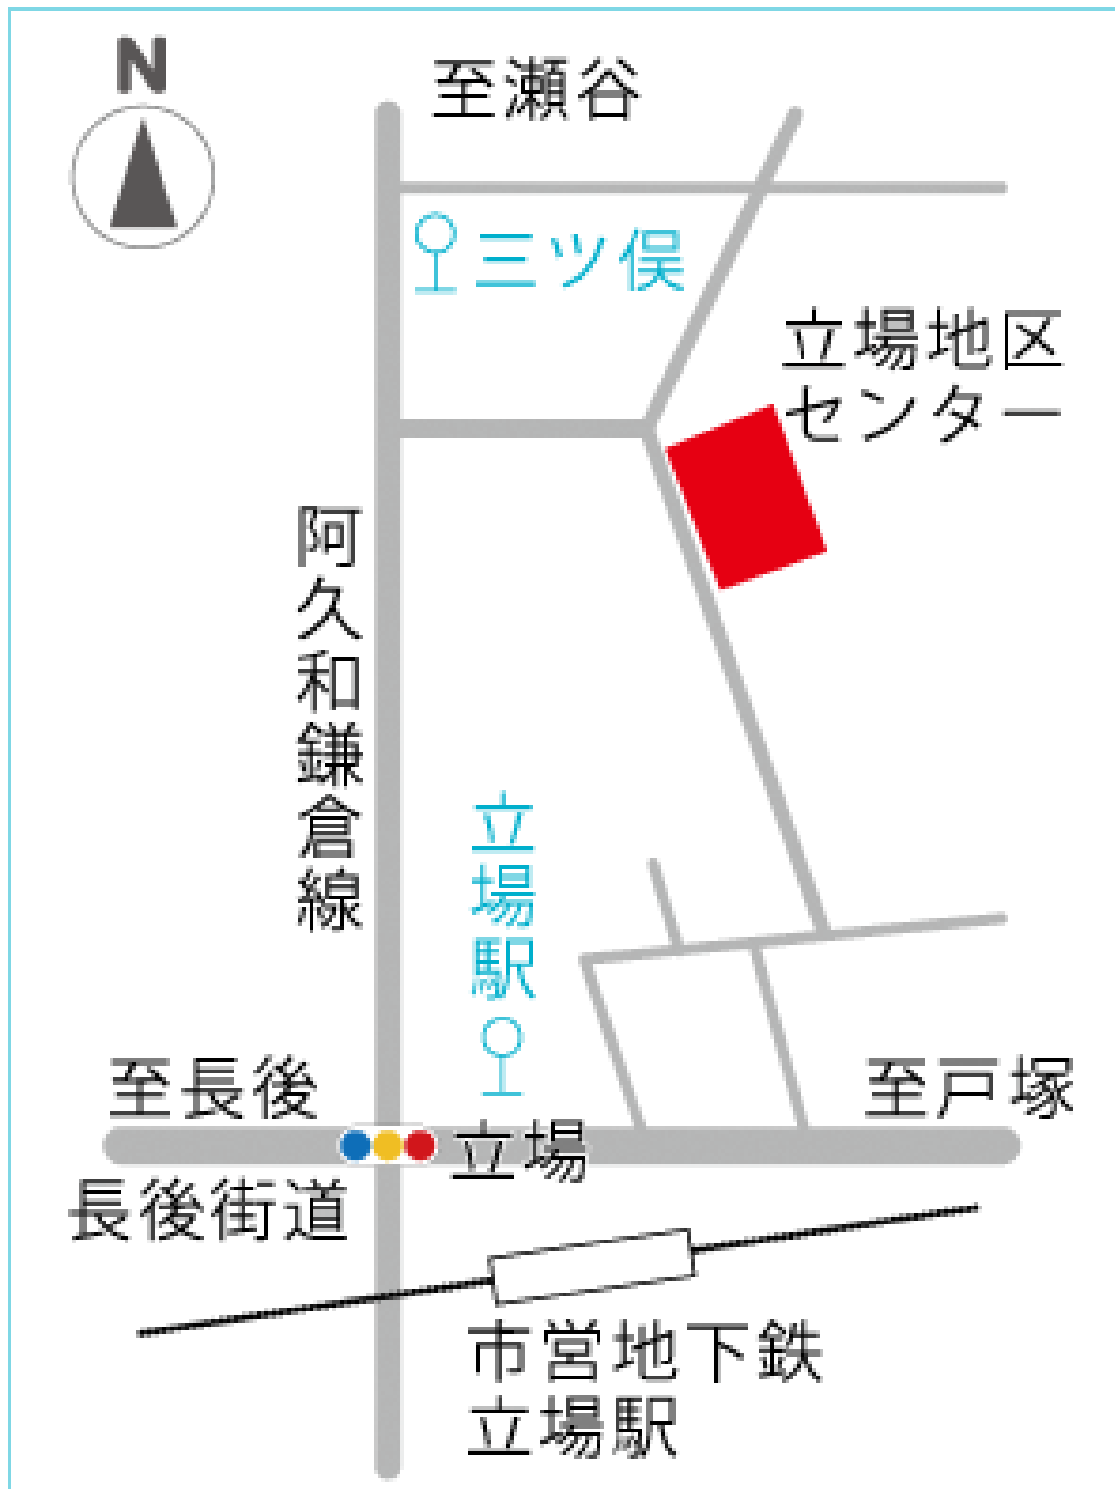 N
至瀬谷
三ツ俣
立場地区
センター
阿久和鎌倉線
立場駅
至長後
至戸塚
立場
長後街道
市営地下鉄
立場駅